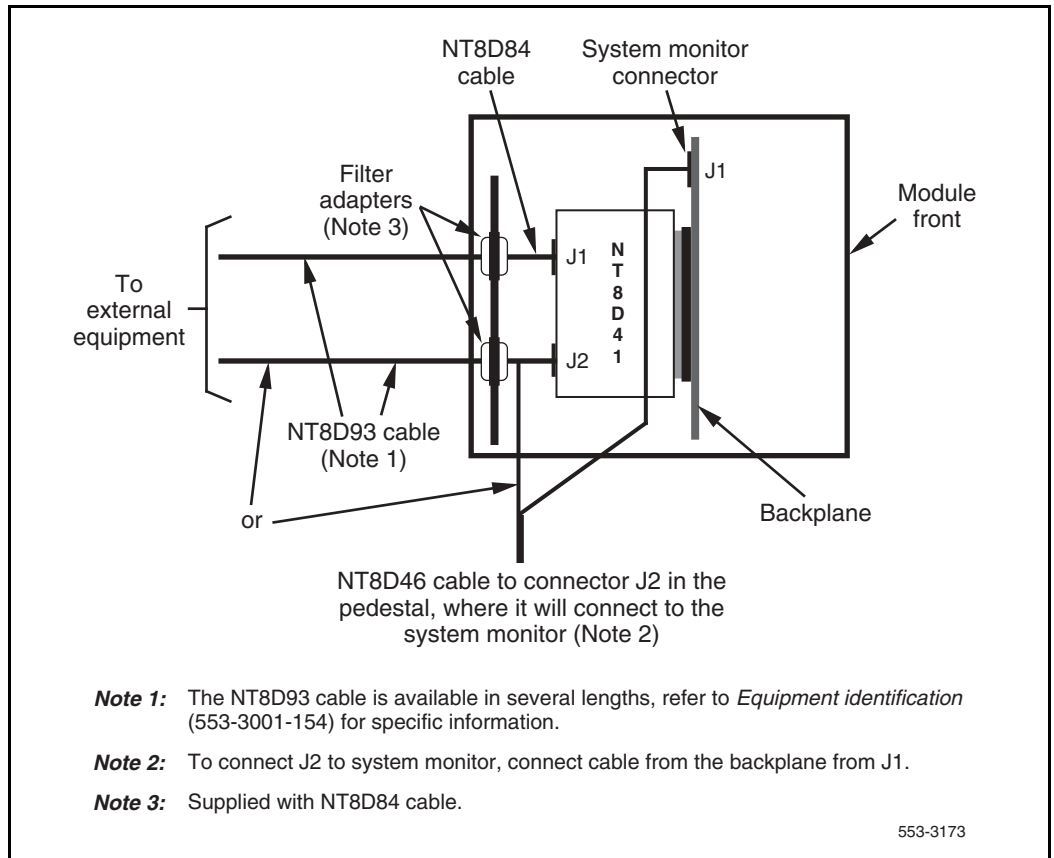 NT8D84
cable
System monitor
connector
J1
Filter
adapters
(Note 3)
Module
front
J1
N
T
8
D
4
1
To
external
equipment
J2
NT8D93 cable
(Note 1)
or
Backplane
NT8D46 cable to connector J2 in the
pedestal, where it will connect to the
system monitor (Note 2)
Note 1: The NT8D93 cable is available in several lengths, refer to Equipment identification
(553-3001-154) for specific information.
Note 2: To connect J2 to system monitor, connect cable from the backplane from J1.
Note 3: Supplied with NT8D84 cable.
553-3173